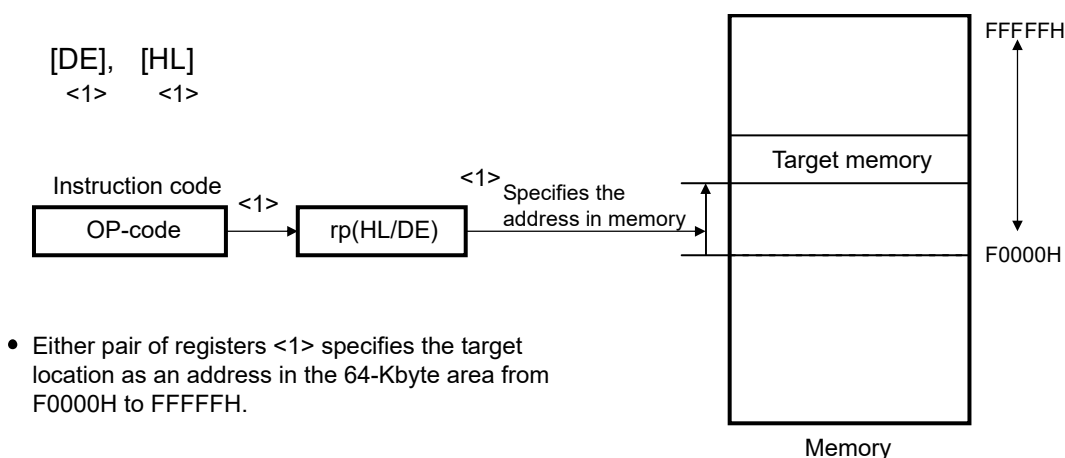 [DE], [HL]
<1> <1>
Instruction code
OP-code
<1>
rp(HL/DE)
<1>
Specifies the
address in memory
FFFFFH
Target memory
F0000H
Memory
• Either pair of registers <1> specifies the target
location as an address in the 64-Kbyte area from
F0000H to FFFFFH.